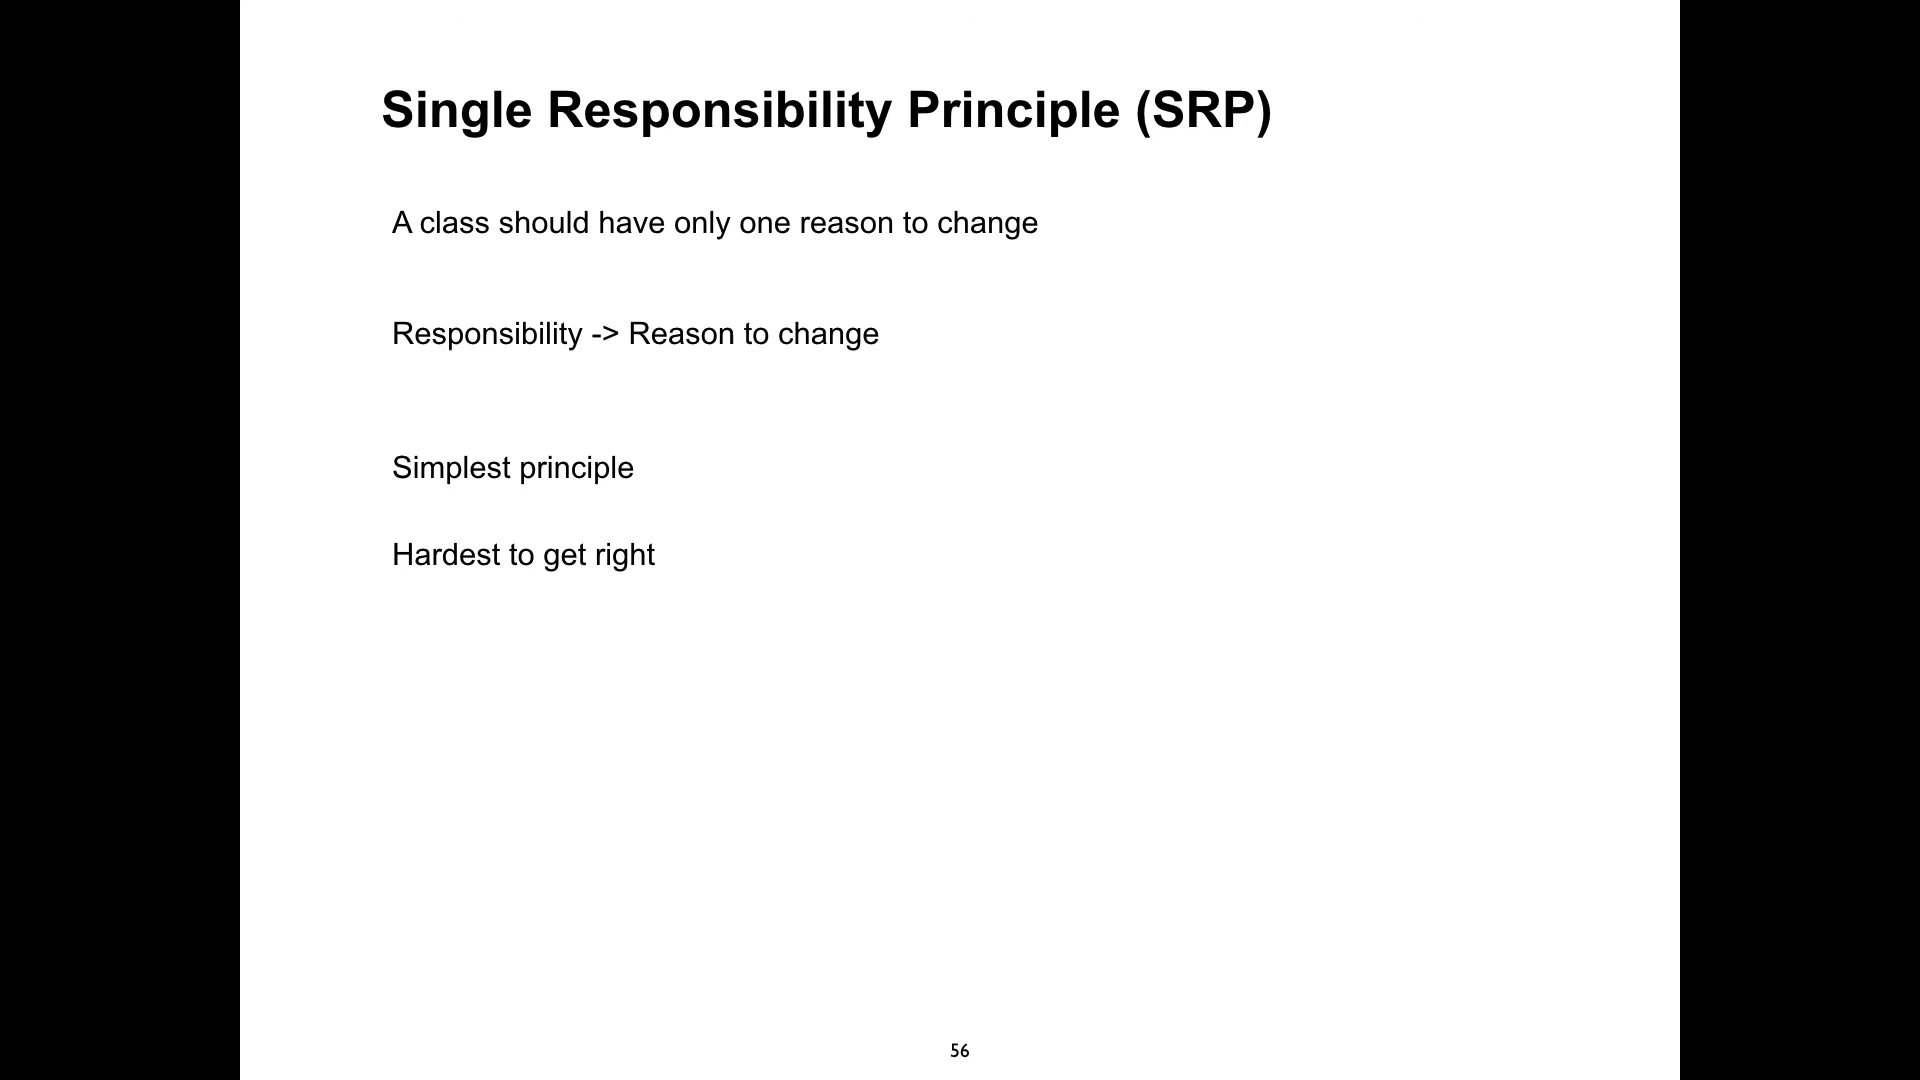 Single Responsibility Principle (SRP)
A class should have only one reason to change
Responsibility -> Reason to change
Simplest principle
Hardest to get right
56